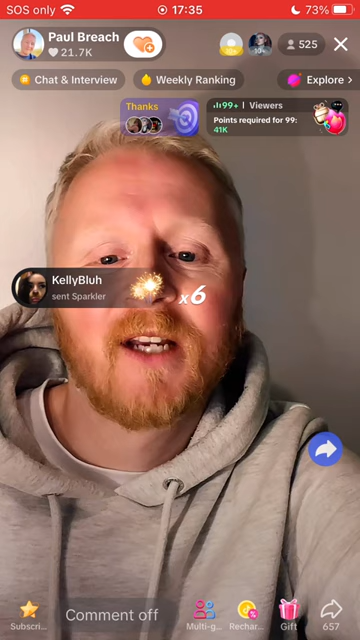 SOS only
17:35
73%
Paul Breach
21.7K
525
Chat & Interview
Weekly Ranking
Explore >
Thanks
99+ | Viewers
Points required for 99:
41K
KellyBluh
sent Sparkler
x6
Subscri...
Comment off
Multi-g...
Rechar...
Gift
657